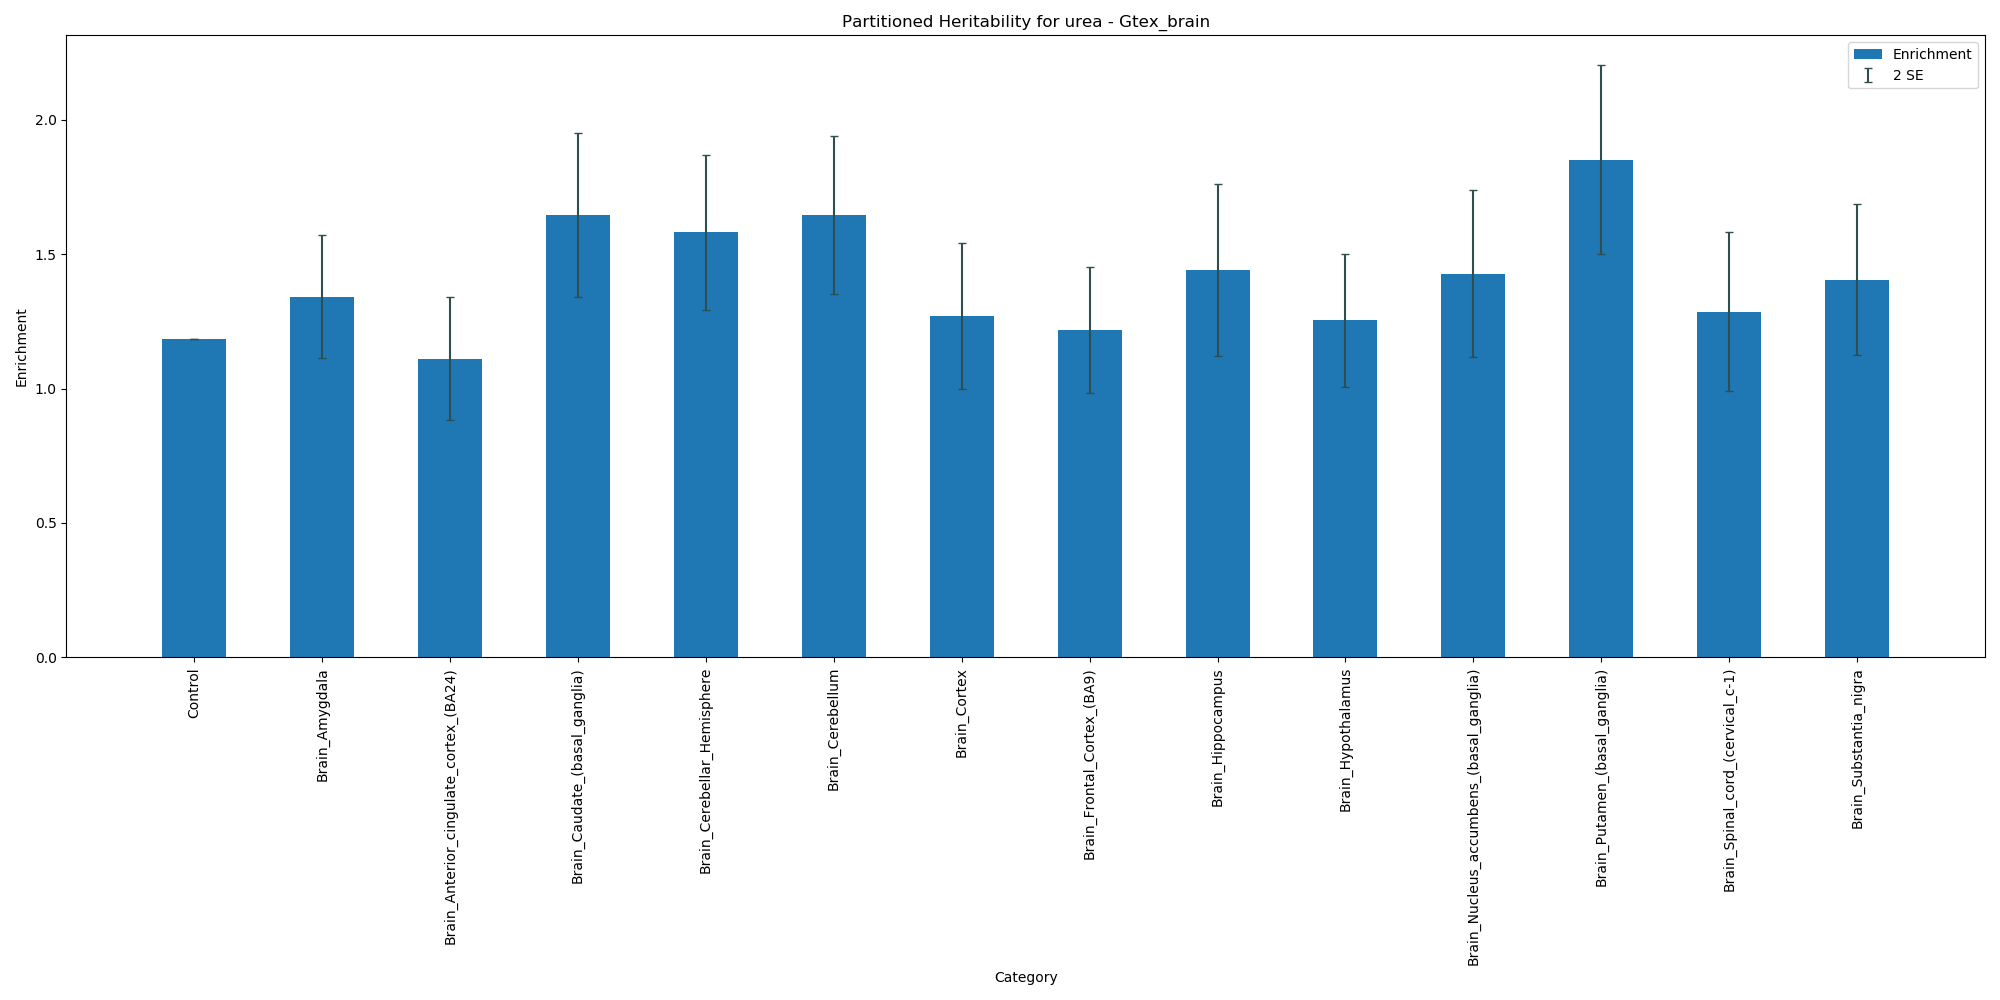 Partitioned Heritability for urea - Gtex_brain
Enrichment
2 SE
Enrichment
2.0
1.5
1.0
0.5
0.0
Control
Brain_Amygdala
Brain_Anterior_cingulate_cortex_(BA24)
Brain_Caudate_(basal_ganglia)
Brain_Cerebellar_Hemisphere
Brain_Cerebellum
Brain_Cortex
Brain_Frontal_Cortex_(BA9)
Brain_Hippocampus
Brain_Hypothalamus
Brain_Nucleus_accumbens_(basal_ganglia)
Brain_Putamen_(basal_ganglia)
Brain_Spinal_cord_(cervical_c-1)
Brain_Substantia_nigra
Category